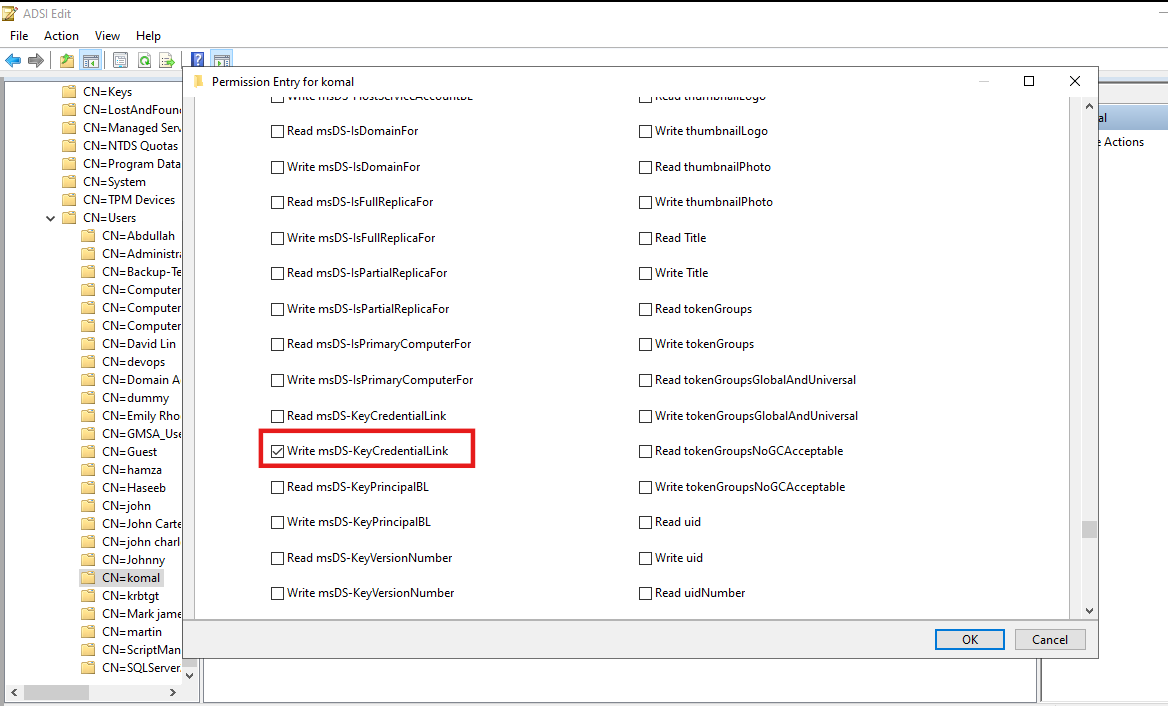 ADSI Edit
File Action View Help
CN=Keys
CN=LostAndFoun
CN=Managed Serv
CN=NTDS Quotas
CN=Program Data
CN=System
CN=TPM Devices
CN=Users
CN=Abdullah
CN=Administra
CN=Backup-Te
CN=Computer
CN=Computer
CN=Computer
CN=David Lin
CN=devops
CN=Domain A
CN=dummy
CN=Emily Rho
CN=GMSA_Use
CN=Guest
CN=hamza
CN=Haseeb
CN=john
CN=John Carte
CN=john charl
CN=Johnny
CN=komal
CN=krbtgt
CN=Mark jame
CN=martin
CN=ScriptMan
CN=SQLServer
Permission Entry for komal
Write msDS-HostServiceAccountBL
Read msDS-IsDomainFor
Write msDS-IsDomainFor
Read msDS-IsFullReplicaFor
Write msDS-IsFullReplicaFor
Read msDS-IsPartialReplicaFor
Write msDS-IsPartialReplicaFor
Read msDS-IsPrimaryComputerFor
Write msDS-IsPrimaryComputerFor
Read msDS-KeyCredentialLink
Write msDS-KeyCredentialLink
Read msDS-KeyPrincipalBL
Write msDS-KeyPrincipalBL
Read msDS-KeyVersionNumber
Write msDS-KeyVersionNumber
Read thumbnailLogo
Write thumbnailLogo
Read thumbnailPhoto
Write thumbnailPhoto
Read Title
Write Title
Read tokenGroups
Write tokenGroups
Read tokenGroupsGlobalAndUniversal
Write tokenGroupsGlobalAndUniversal
Read tokenGroupsNoGCAcceptable
Write tokenGroupsNoGCAcceptable
Read uid
Write uid
Read uidNumber
OK Cancel
al
e Actions